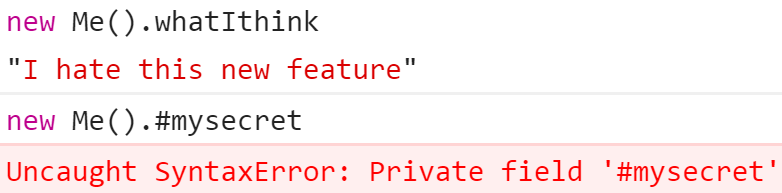 new Me().whatIthink
"I hate this new feature"
new Me().#mysecret
Uncaught SyntaxError: Private field '#mysecret'